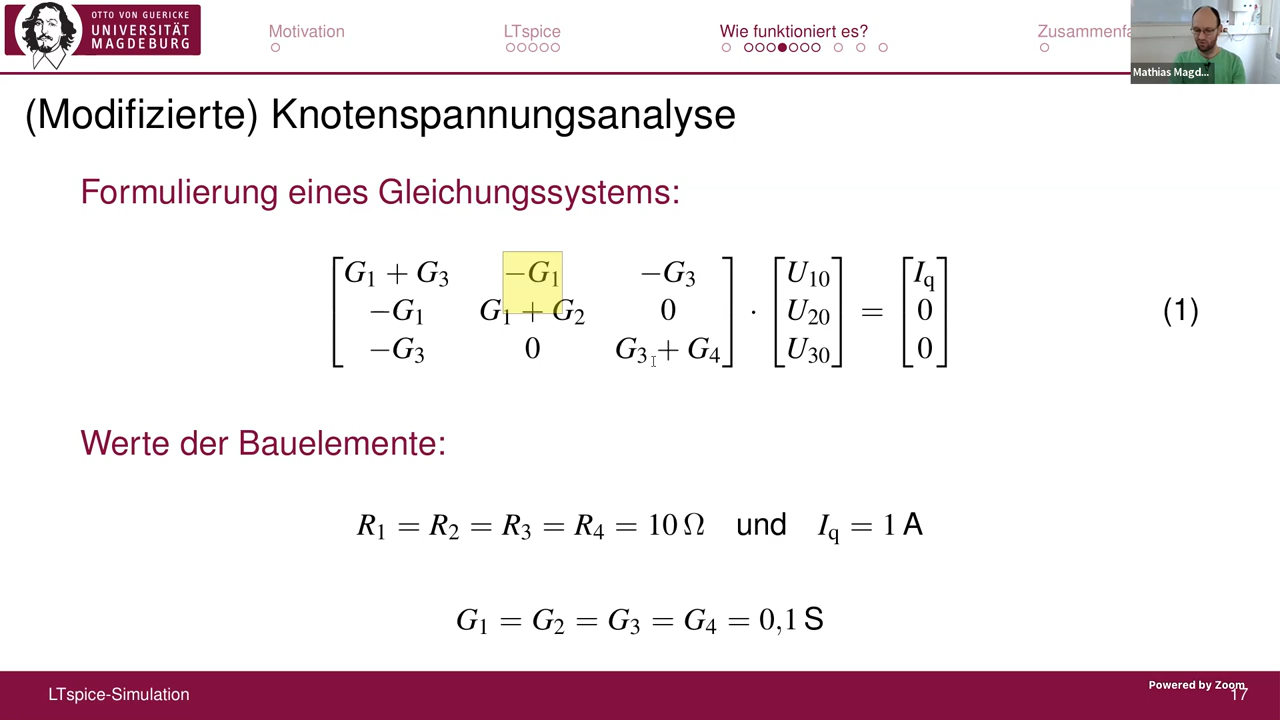 OTTO VON GUERICKE
UNIVERSITÄT
MAGDEBURG
Motivation
LTspice
Wie funktioniert es?
Zusammenfa
Mathias Magd...
(Modifizierte) Knotenspannungsanalyse
Formulierung eines Gleichungssystems:
G₁ + G₃ −G₁ −G₃ U₁₀ I_q
−G₁ G₁ + G₂ 0 · U₂₀ = 0 (1)
−G₃ 0 G₃ + G₄ U₃₀ 0
Werte der Bauelemente:
R₁ = R₂ = R₃ = R₄ = 10 Ω und I_q = 1 A
G₁ = G₂ = G₃ = G₄ = 0,1 S
LTspice-Simulation
Powered by Zoom
17